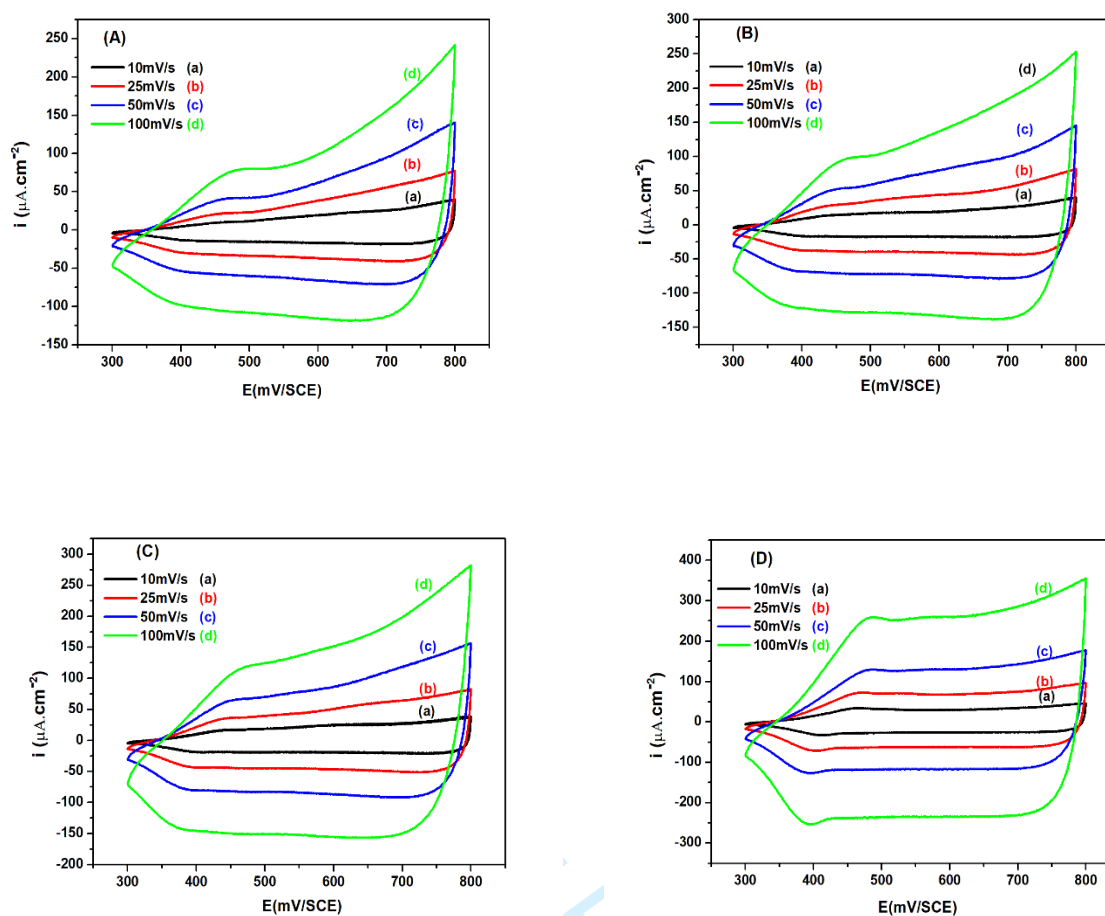 (A)
10mV/s (a)
25mV/s (b)
50mV/s (c)
100mV/s (d)
(d)
(c)
(b)
(a)
250
200
150
100
50
0
-50
-100
-150
i (µA.cm⁻²)
300 400 500 600 700 800
E(mV/SCE)
(B)
10mV/s (a)
25mV/s (b)
50mV/s (c)
100mV/s (d)
(d)
(c)
(b)
(a)
300
250
200
150
100
50
0
-50
-100
-150
i (µA.cm⁻²)
300 400 500 600 700 800
E(mV/SCE)
(C)
10mV/s (a)
25mV/s (b)
50mV/s (c)
100mV/s (d)
(d)
(c)
(b)
(a)
300
250
200
150
100
50
0
-50
-100
-150
-200
i (µA.cm⁻²)
300 400 500 600 700 800
E(mV/SCE)
(D)
10mV/s (a)
25mV/s (b)
50mV/s (c)
100mV/s (d)
(d)
(c)
(b)
(a)
400
300
200
100
0
-100
-200
-300
i (µA.cm⁻²)
300 400 500 600 700 800
E(mV/SCE)